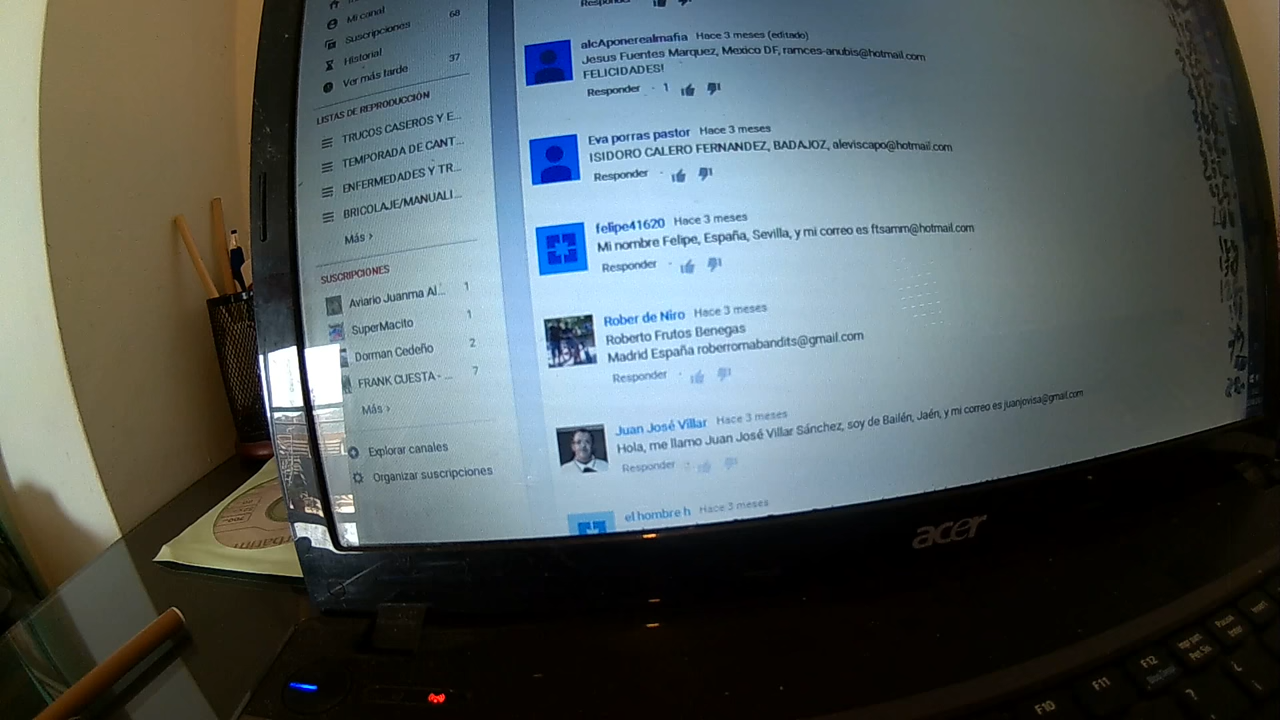 Mi canal
Suscripciones 68
Historial
Ver más tarde 37
LISTAS DE REPRODUCCIÓN
TRUCOS CASEROS Y E...
TEMPORADA DE CANT...
ENFERMEDADES Y TR...
BRICOLAJE/MANUALI...
Más ›
SUSCRIPCIONES
Aviario Juanma Al... 1
SuperMacito 1
Dorman Cedeño 2
FRANK CUESTA - ... 7
Más ›
Explorar canales
Organizar suscripciones
Responder
alcAponerealmafia Hace 3 meses (editado)
Jesus Fuentes Marquez, Mexico DF, ramces-anubis@hotmail.com
FELICIDADES!
Responder · 1
Eva porras pastor Hace 3 meses
ISIDORO CALERO FERNANDEZ, BADAJOZ, aleviscapo@hotmail.com
Responder ·
felipe41620 Hace 3 meses
Mi nombre Felipe, España, Sevilla, y mi correo es ftsamm@hotmail.com
Responder ·
Rober de Niro Hace 3 meses
Roberto Frutos Benegas
Madrid España roberromabandits@gmail.com
Responder ·
Juan José Villar Hace 3 meses
Hola, me llamo Juan José Villar Sánchez, soy de Bailén, Jaén, y mi correo es juanjovisa@gmail.com
Responder ·
el hombre h Hace 3 meses
acer
F10
F11
F12